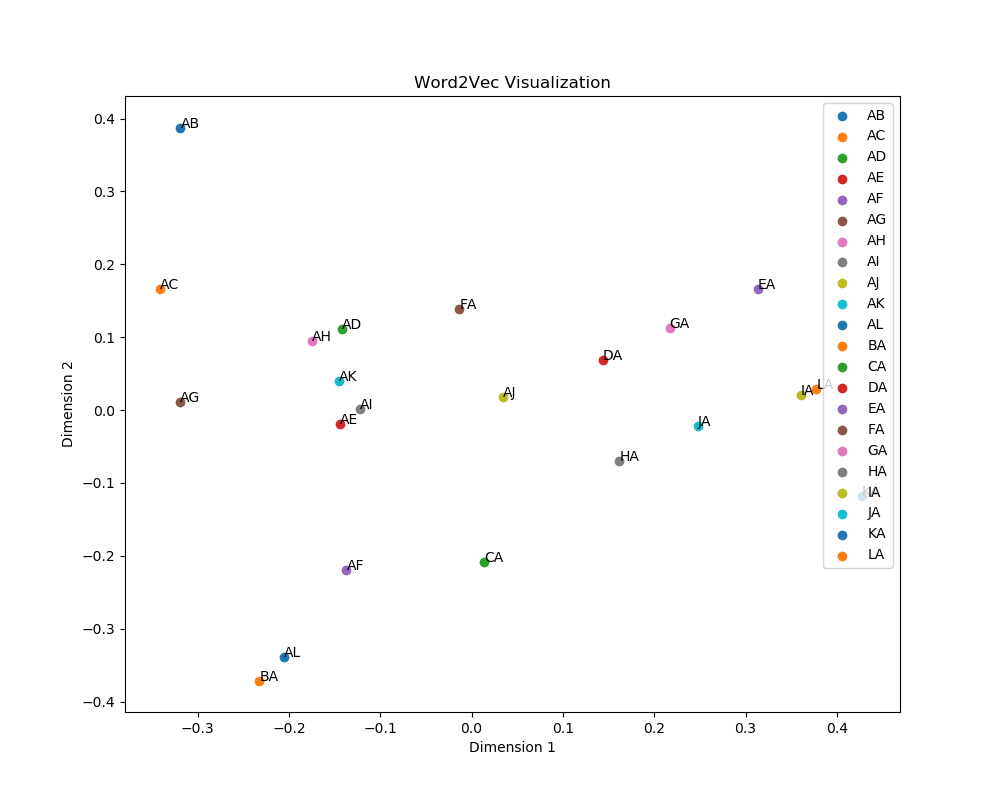 Word2Vec Visualization
0.4
0.3
0.2
0.1
0.0
−0.1
−0.2
−0.3
−0.4
Dimension 2
−0.3 −0.2 −0.1 0.0 0.1 0.2 0.3 0.4
Dimension 1
AB
AC
EA
FA
AD
GA
AH
DA
AK
LA
IA
AJ
AG
AI
AE
JA
HA
CA
AF
AL
BA
AB
AC
AD
AE
AF
AG
AH
AI
AJ
AK
AL
BA
CA
DA
EA
FA
GA
HA
IA
JA
KA
LA